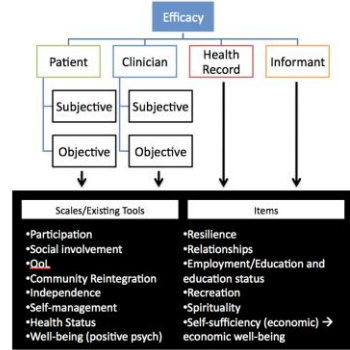 Efficacy
Patient
Clinician
Health
Record
Informant
Subjective
Subjective
Objective
Objective
Scales/Existing Tools
•Participation
•Social involvement
•QoL
•Community Reintegration
•Independence
•Self-management
•Health Status
•Well-being (positive psych)
Items
•Resilience
•Relationships
•Employment/Education and
education status
•Recreation
•Spirituality
•Self-sufficiency (economic) →
economic well-being